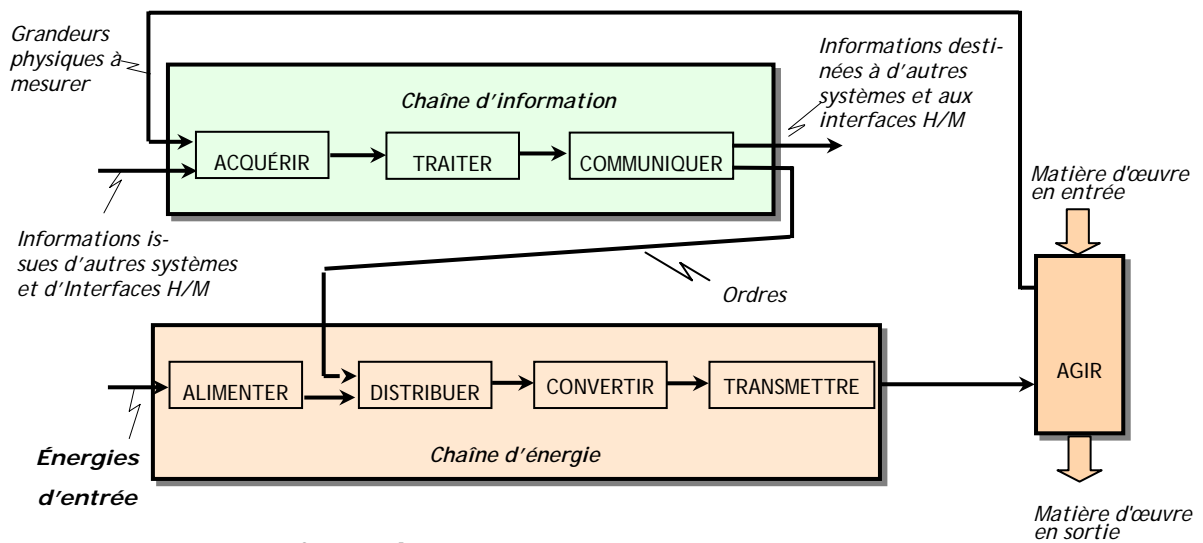 Grandeurs
physiques à
mesurer
Informations desti-
nées à d'autres
systèmes et aux
interfaces H/M
Chaîne d'information
ACQUÉRIR
TRAITER
COMMUNIQUER
Matière d'œuvre
en entrée
Informations is-
sues d'autres systèmes
et d'Interfaces H/M
Ordres
ALIMENTER
DISTRIBUER
CONVERTIR
TRANSMETTRE
AGIR
Chaîne d'énergie
Énergies
d'entrée
Matière d'œuvre
en sortie